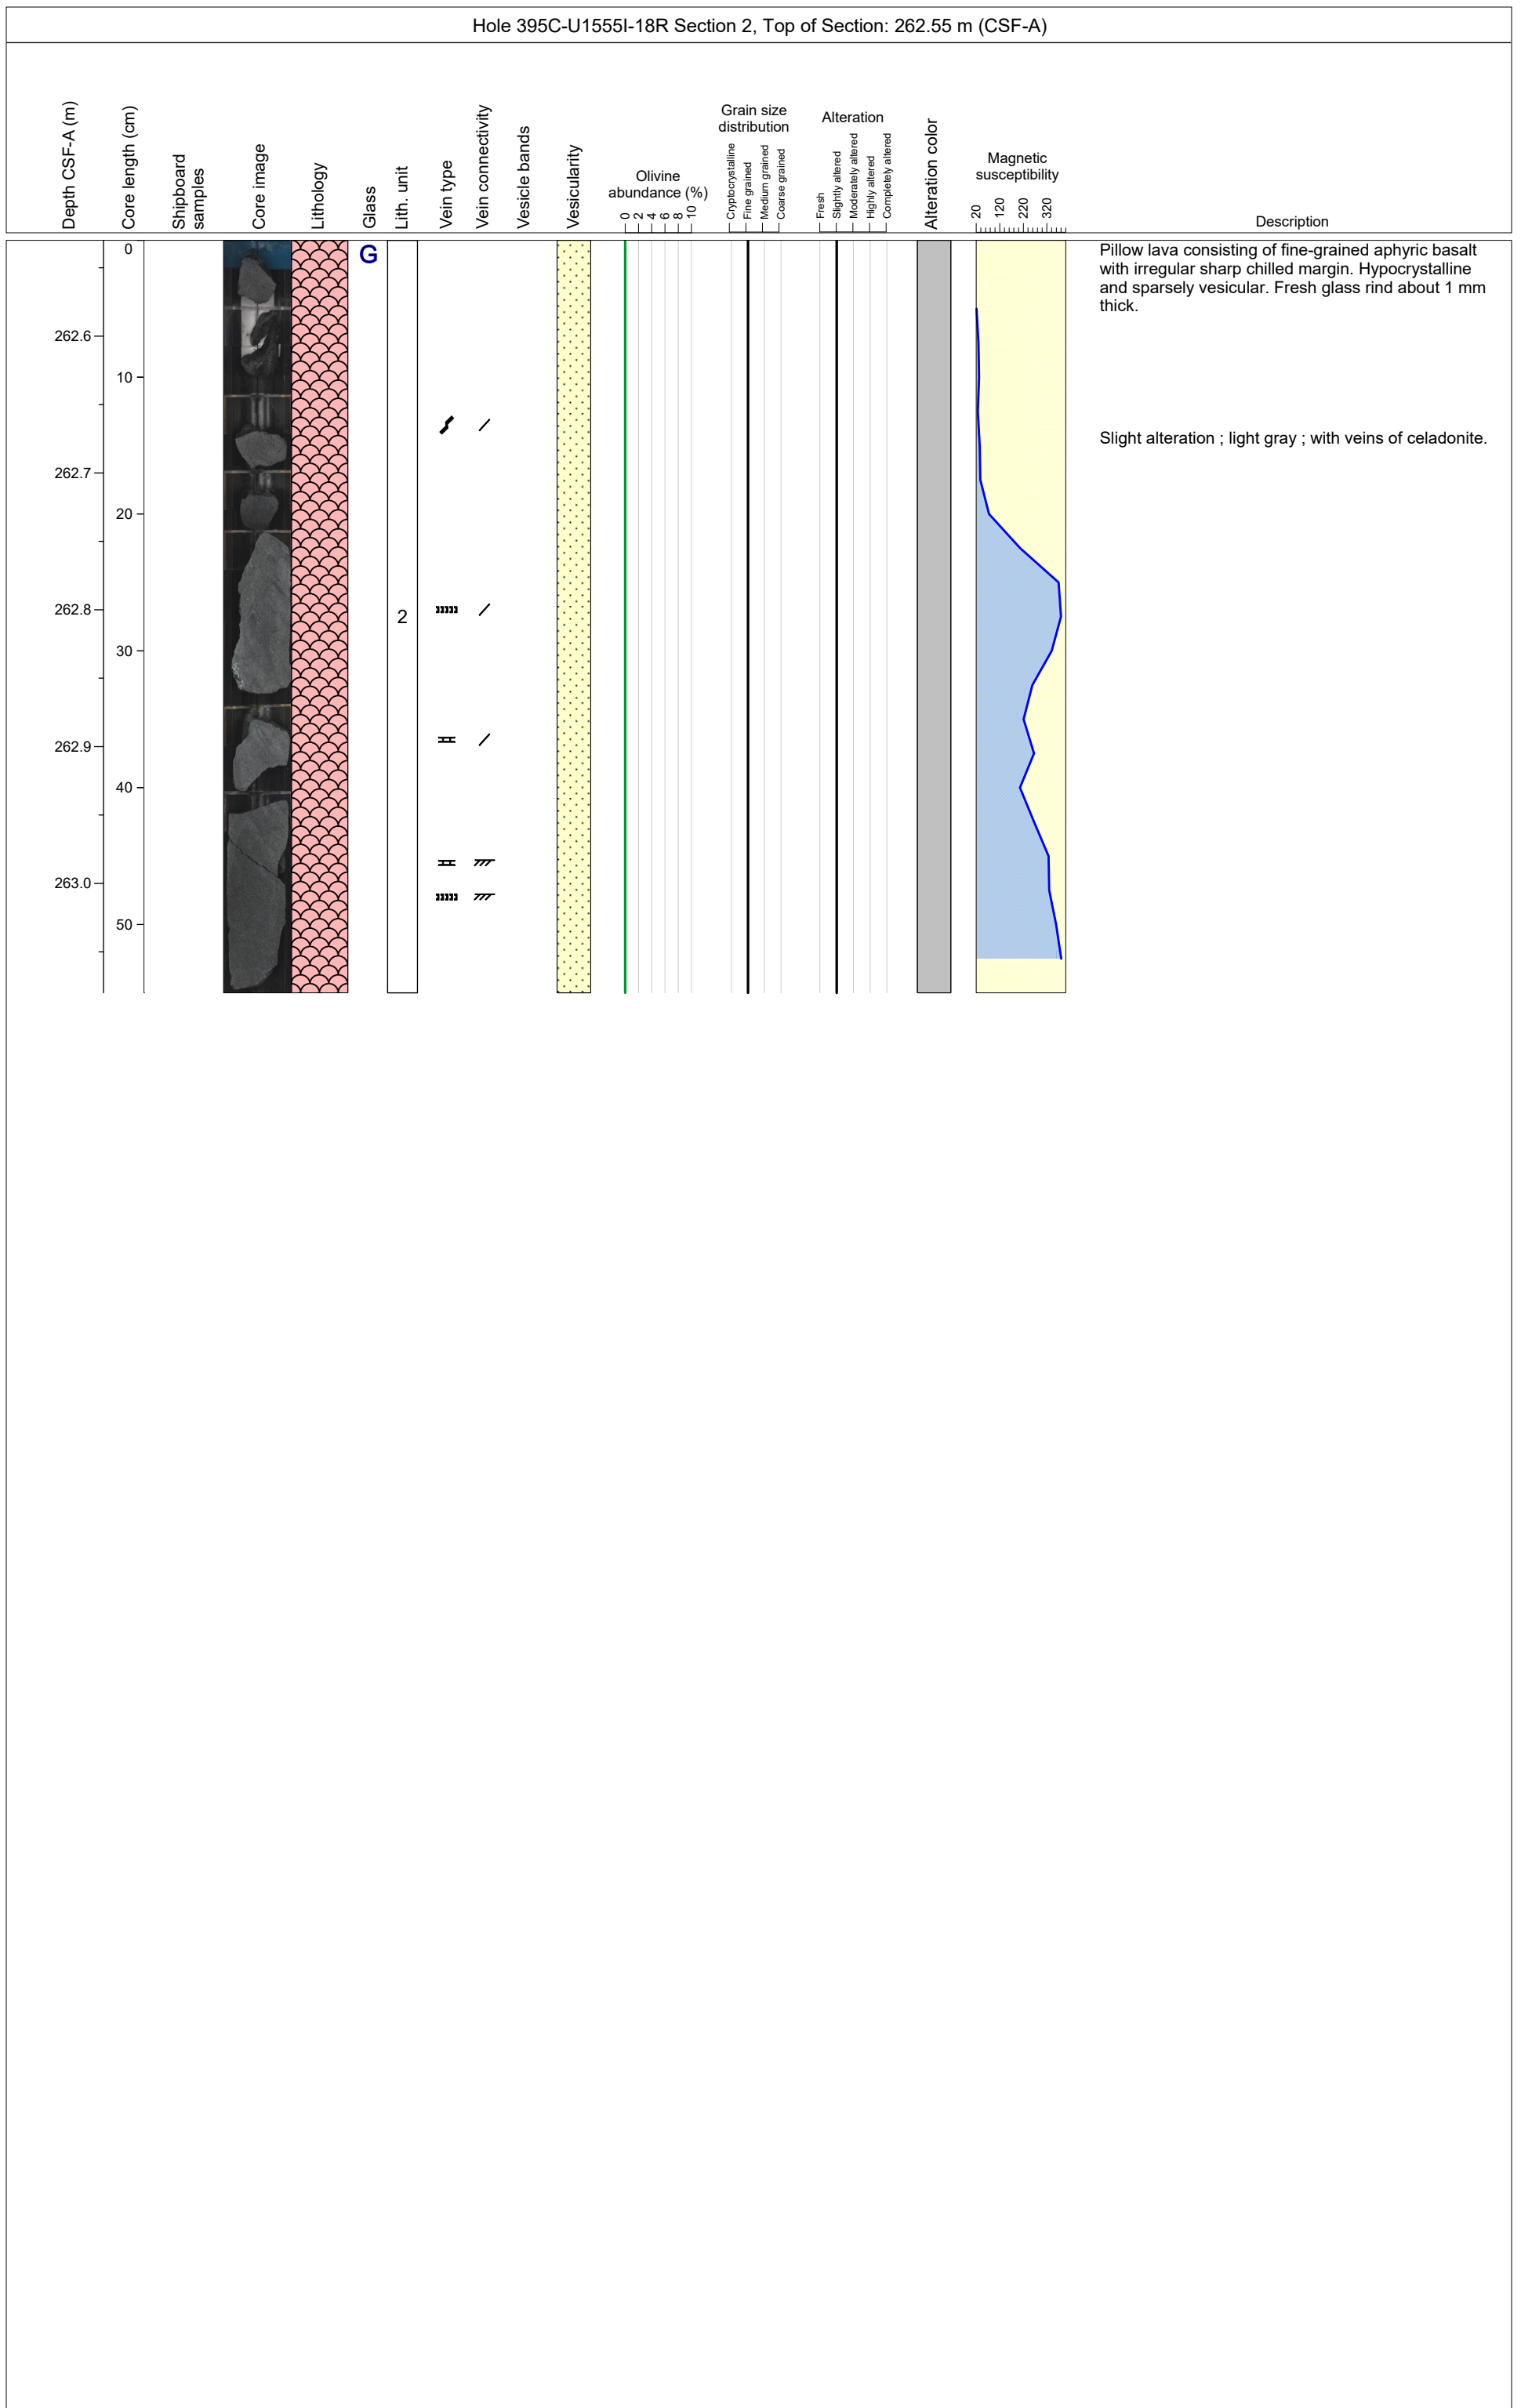 Hole 395C-U1555I-18R Section 2, Top of Section: 262.55 m (CSF-A)
Depth CSF-A (m)
Core length (cm)
Shipboard
samples
Core image
Lithology
Glass
Lith. unit
Vein type
Vein connectivity
Vesicle bands
Vesicularity
Olivine
abundance (%)
0
2
4
6
8
10
Grain size
distribution
Cryptocrystalline
Fine grained
Medium grained
Coarse grained
Alteration
Fresh
Slightly altered
Moderately altered
Highly altered
Completely altered
Alteration color
Magnetic
susceptibility
20
120
220
320
Description
0
G
Pillow lava consisting of fine-grained aphyric basalt
with irregular sharp chilled margin. Hypocrystalline
and sparsely vesicular. Fresh glass rind about 1 mm
thick.
262.6
10
Slight alteration ; light gray ; with veins of celadonite.
262.7
20
262.8
2
30
262.9
40
263.0
50